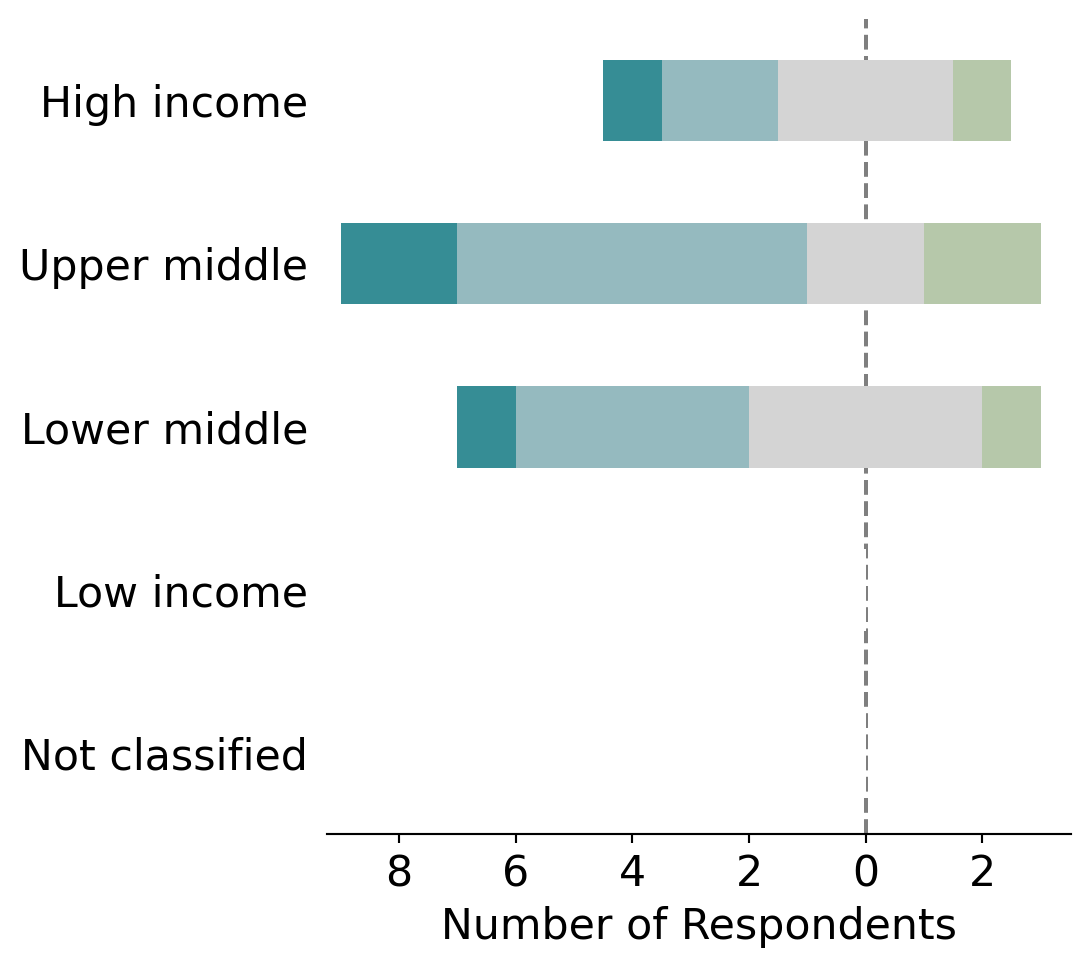 High income
Upper middle
Lower middle
Low income
Not classified
8 6 4 2 0 2
Number of Respondents